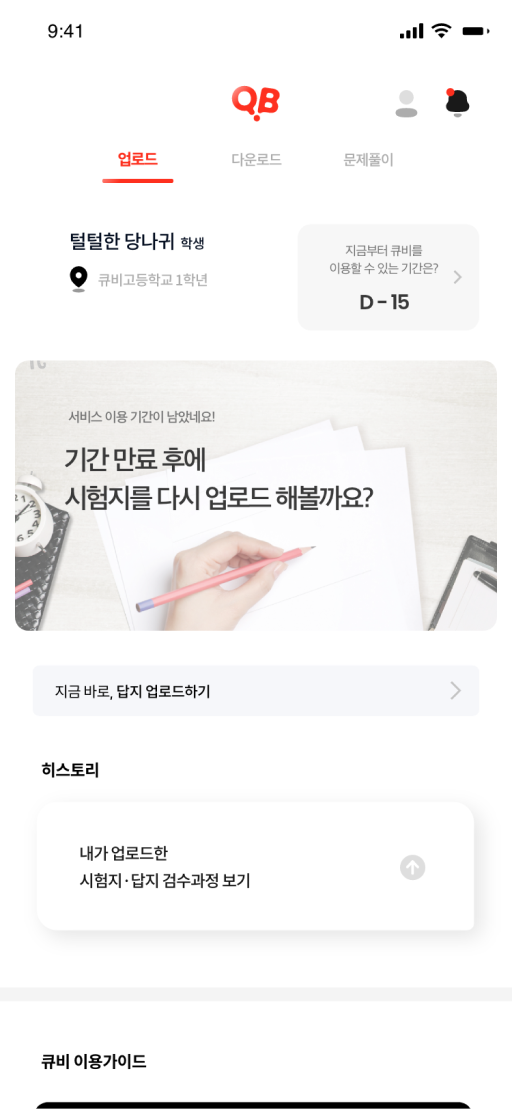 9:41
QB
업로드
다운로드
문제풀이
털털한 당나귀 학생
큐비고등학교 1학년
지금부터 큐비를
이용할 수 있는 기간은?
D - 15
서비스 이용 기간이 남았네요!
기간 만료 후에
시험지를 다시 업로드 해볼까요?
지금 바로, 답지 업로드하기
히스토리
내가 업로드한
시험지·답지 검수과정 보기
큐비 이용가이드